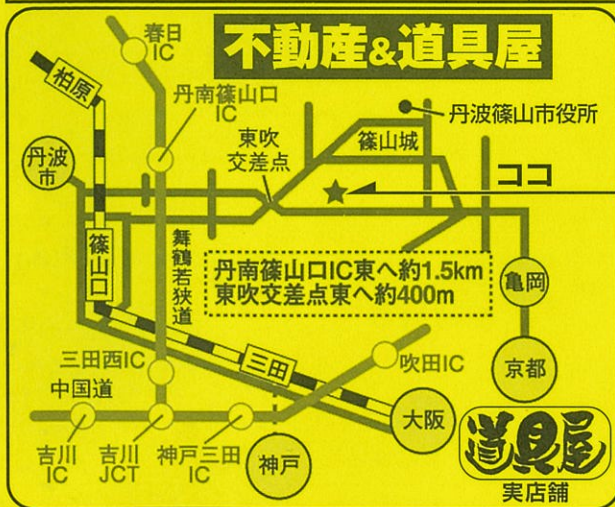 不動産&道具屋
春日
IC
柏原
丹南篠山口
IC
丹波篠山市役所
東吹
交差点
篠山城
丹波
市
ココ
篠山口
舞鶴若狭道
丹南篠山口IC東へ約1.5km
東吹交差点東へ約400m
亀岡
三田西IC
三田
吹田IC
京都
中国道
大阪
吉川
IC
吉川
JCT
神戸三田
IC
神戸
道具屋
実店舗